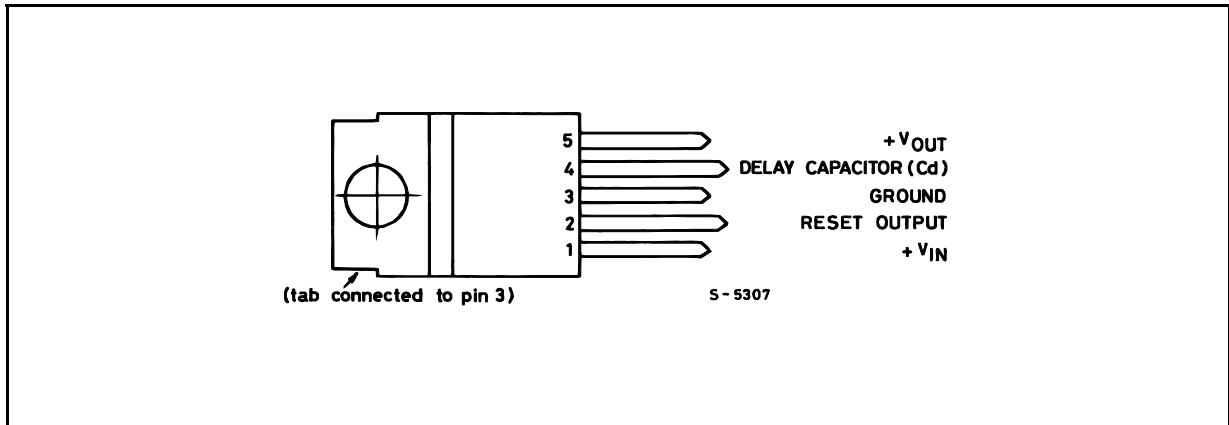 5 +VOUT
4 DELAY CAPACITOR (Cd)
3 GROUND
2 RESET OUTPUT
1 +VIN
(tab connected to pin 3)
S-5307